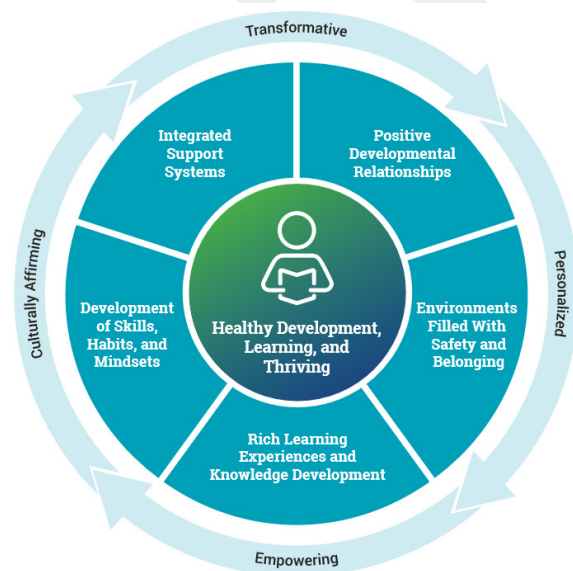 Transformative
Integrated
Support
Systems
Positive
Developmental
Relationships
Culturally Affirming
Personalized
Development
of Skills,
Habits, and
Mindsets
Healthy Development,
Learning, and
Thriving
Environments
Filled With
Safety and
Belonging
Rich Learning
Experiences and
Knowledge Development
Empowering